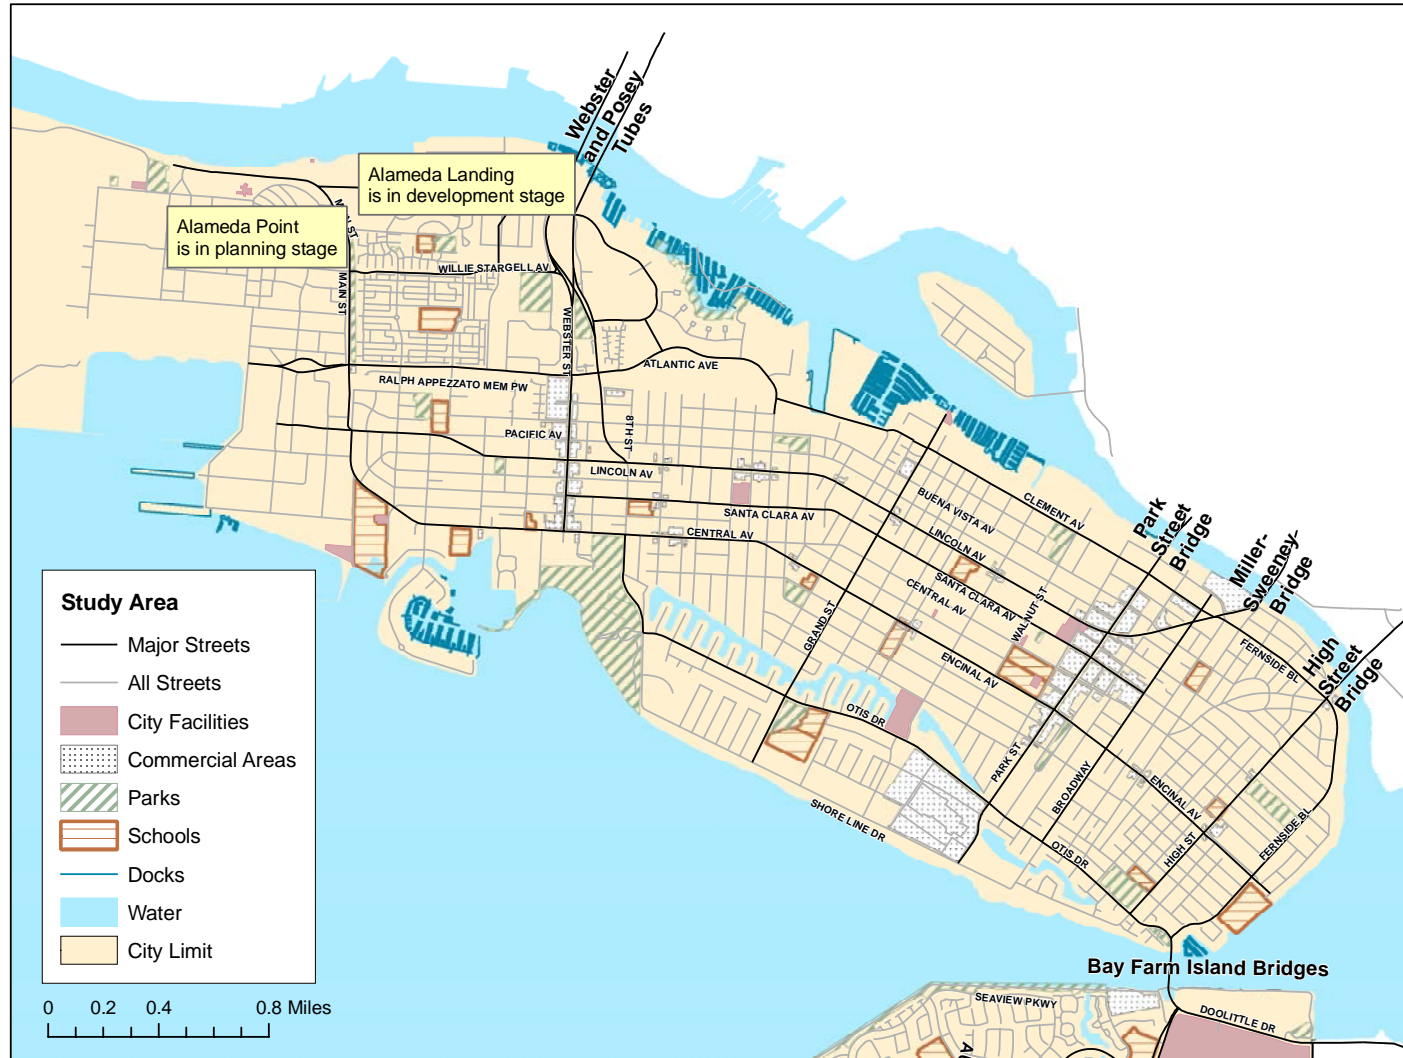 Webster
and Posey
Tubes
Alameda Landing
is in development stage
Alameda Point
is in planning stage
MAIN ST
WILLIE STARGELL AV
WEBSTER ST
ATLANTIC AVE
RALPH APPEZZATO MEM PW
PACIFIC AV
8TH ST
LINCOLN AV
SANTA CLARA AV
CENTRAL AV
BUENA VISTA AV
CLEMENT AV
LINCOLN AV
SANTA CLARA AV
CENTRAL AV
WALNUT ST
GRAND ST
ENCINAL AV
OTIS DR
PARK ST
BROADWAY
SHORE LINE DR
OTIS DR
ENCINAL AV
HIGH ST
FERNSIDE BL
FERNSIDE BL
Park
Street
Bridge
Miller-
Sweeney-
Bridge
High
Street
Bridge
Bay Farm Island Bridges
SEAVIEW PKWY
DOOLITTLE DR
Study Area
Major Streets
All Streets
City Facilities
Commercial Areas
Parks
Schools
Docks
Water
City Limit
0 0.2 0.4 0.8 Miles